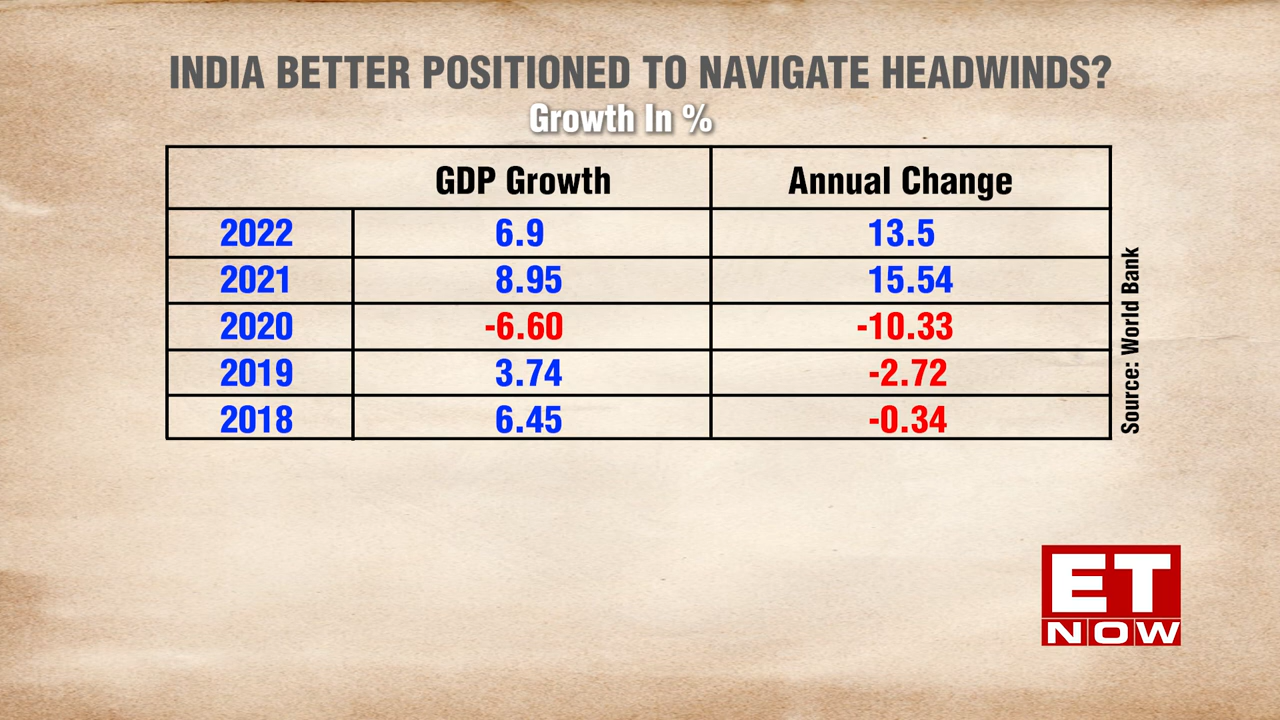 INDIA BETTER POSITIONED TO NAVIGATE HEADWINDS?
Growth In %
GDP Growth Annual Change
2022 6.9 13.5
2021 8.95 15.54
2020 -6.60 -10.33
2019 3.74 -2.72
2018 6.45 -0.34
Source: World Bank
ET
NOW